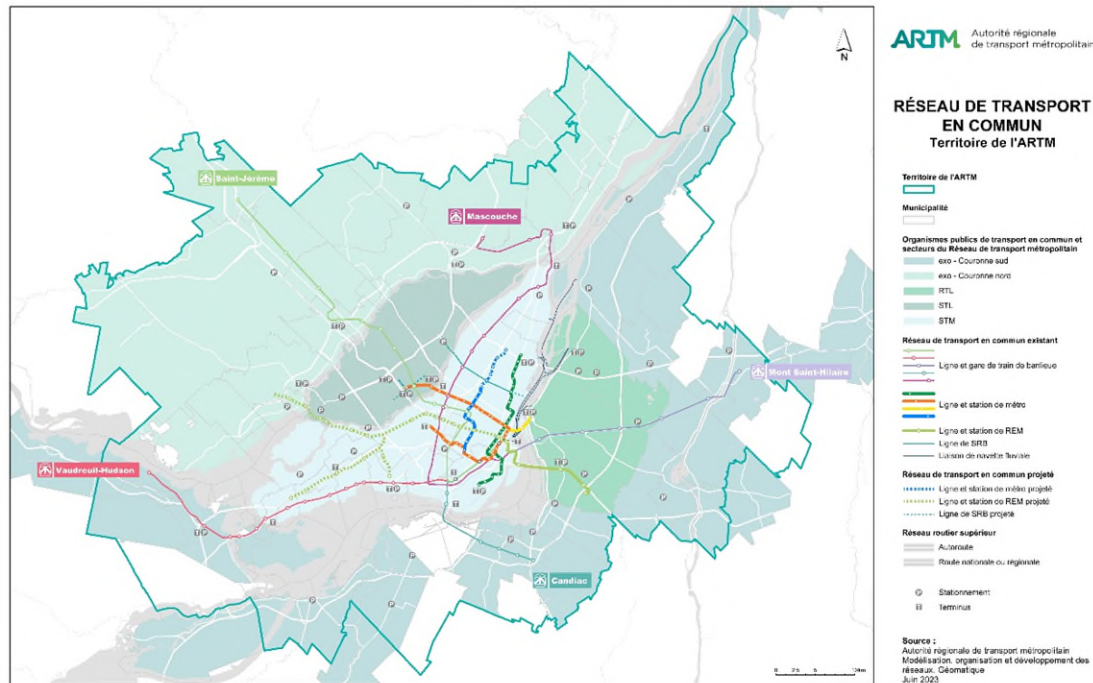 Saint-Jérôme
Mascouche
Mont Saint-Hilaire
Vaudreuil-Hudson
Candiac
N
ARTM
Autorité régionale
de transport métropolitain
RÉSEAU DE TRANSPORT
EN COMMUN
Territoire de l'ARTM
Territoire de l'ARTM
Municipalité
Organismes publics de transport en commun et
secteurs du Réseau de transport métropolitain
exo - Couronne sud
exo - Couronne nord
RTL
STL
STM
Réseau de transport en commun existant
Ligne et gare de train de banlieue
Ligne et station de métro
Ligne et station de REM
Ligne de SRB
Liaison de navette fluviale
Réseau de transport en commun projeté
Ligne et station de métro projeté
Ligne et station de REM projeté
Ligne de SRB projeté
Réseau routier supérieur
Autoroute
Route nationale ou régionale
P Stationnement
T Terminus
Source :
Autorité régionale de transport métropolitain
Modélisation, organisation et développement des
réseaux, Géomatique
Juin 2023